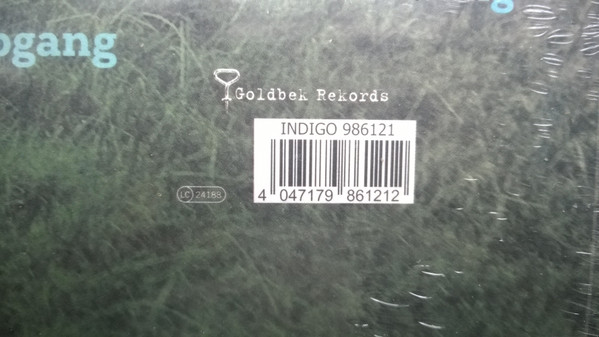 ogang
Goldbek Rekords
INDIGO 986121
LC 24188
4 047179 861212